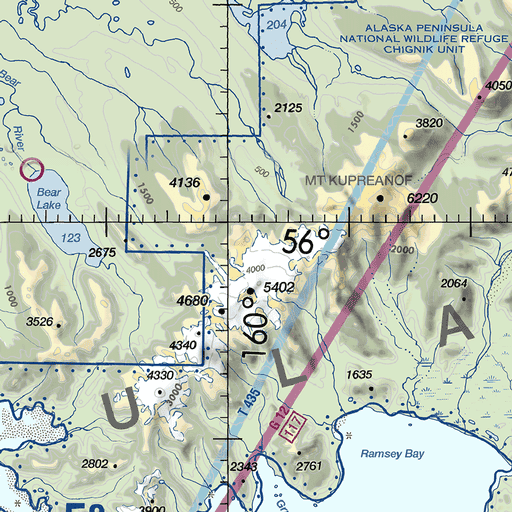 204
ALASKA PENINSULA
NATIONAL WILDLIFE REFUGE
CHIGNIK UNIT
Bear
River
4050
2125
3820
1500
500
4136
1500
MT KUPREANOF
6220
Bear
Lake
123
2675
56°
2000
4000
5402
2064
1000
3526
4680
4340
160°
A
L
U
4330
3000
1635
T 435
G 12
117
2802
2343
2761
Ramsey Bay
3900